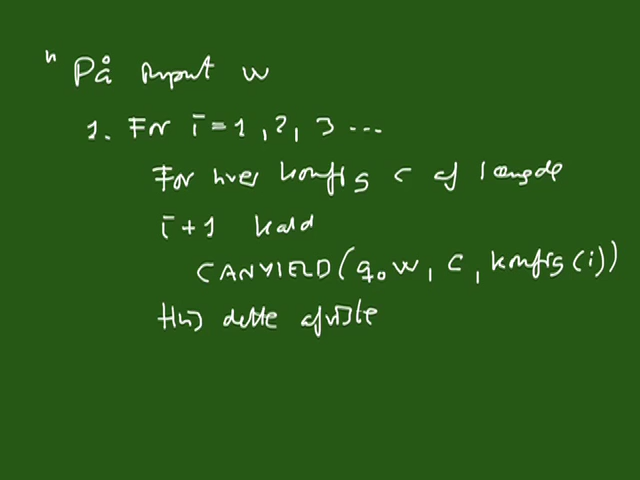 " På input w
1. For i = 1, 2, 3 ...
For hver konfig c af længde
i+1 kald
CANYIELD(q₀w, c, konfig(i))
Hvis dette afviste